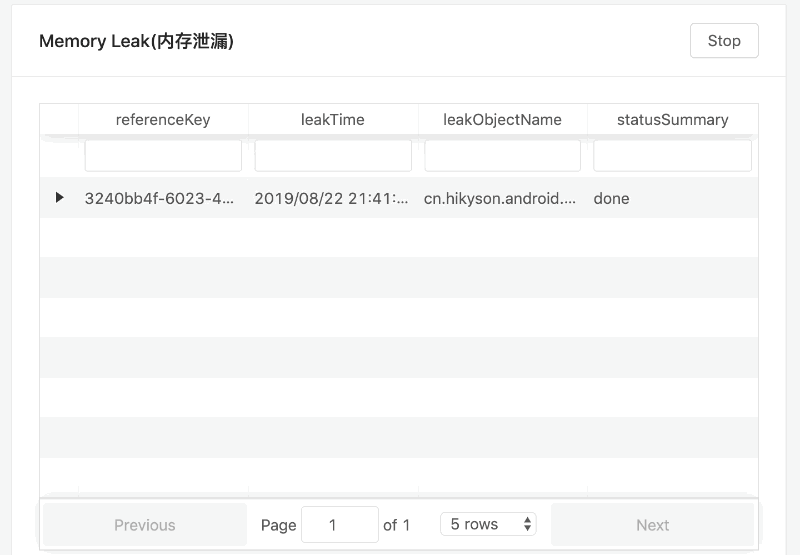 Memory Leak(内存泄漏)
Stop
referenceKey leakTime leakObjectName statusSummary
3240bb4f-6023-4... 2019/08/22 21:41:... cn.hikyson.android.... done
Previous Page 1 of 1 5 rows Next